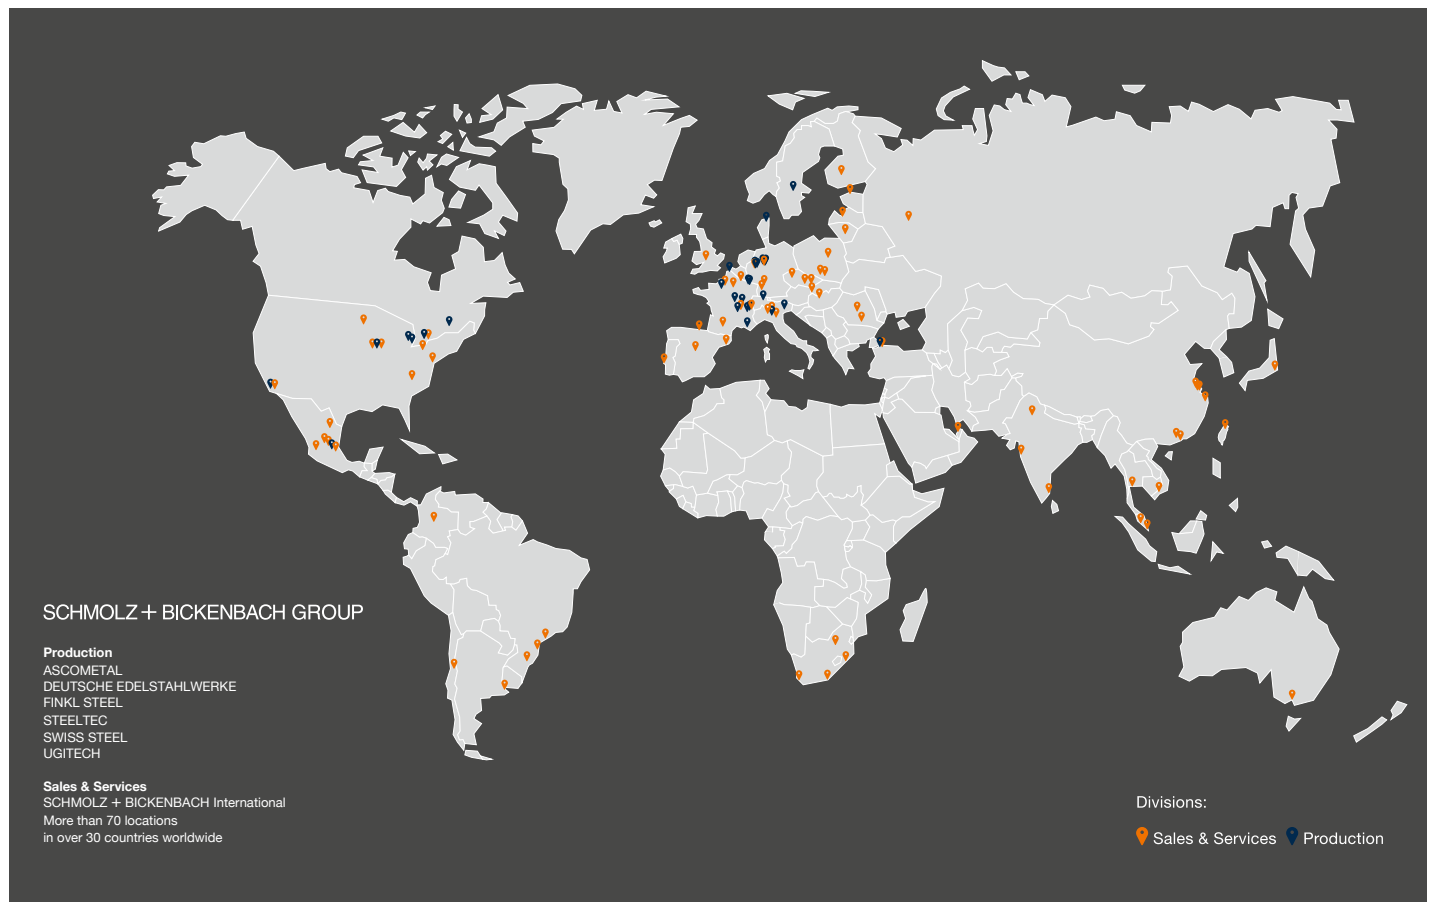 SCHMOLZ + BICKENBACH GROUP
Production
ASCOMETAL
DEUTSCHE EDELSTAHLWERKE
FINKL STEEL
STEELTEC
SWISS STEEL
UGITECH
Sales & Services
SCHMOLZ + BICKENBACH International
More than 70 locations
in over 30 countries worldwide
Divisions:
Sales & Services Production